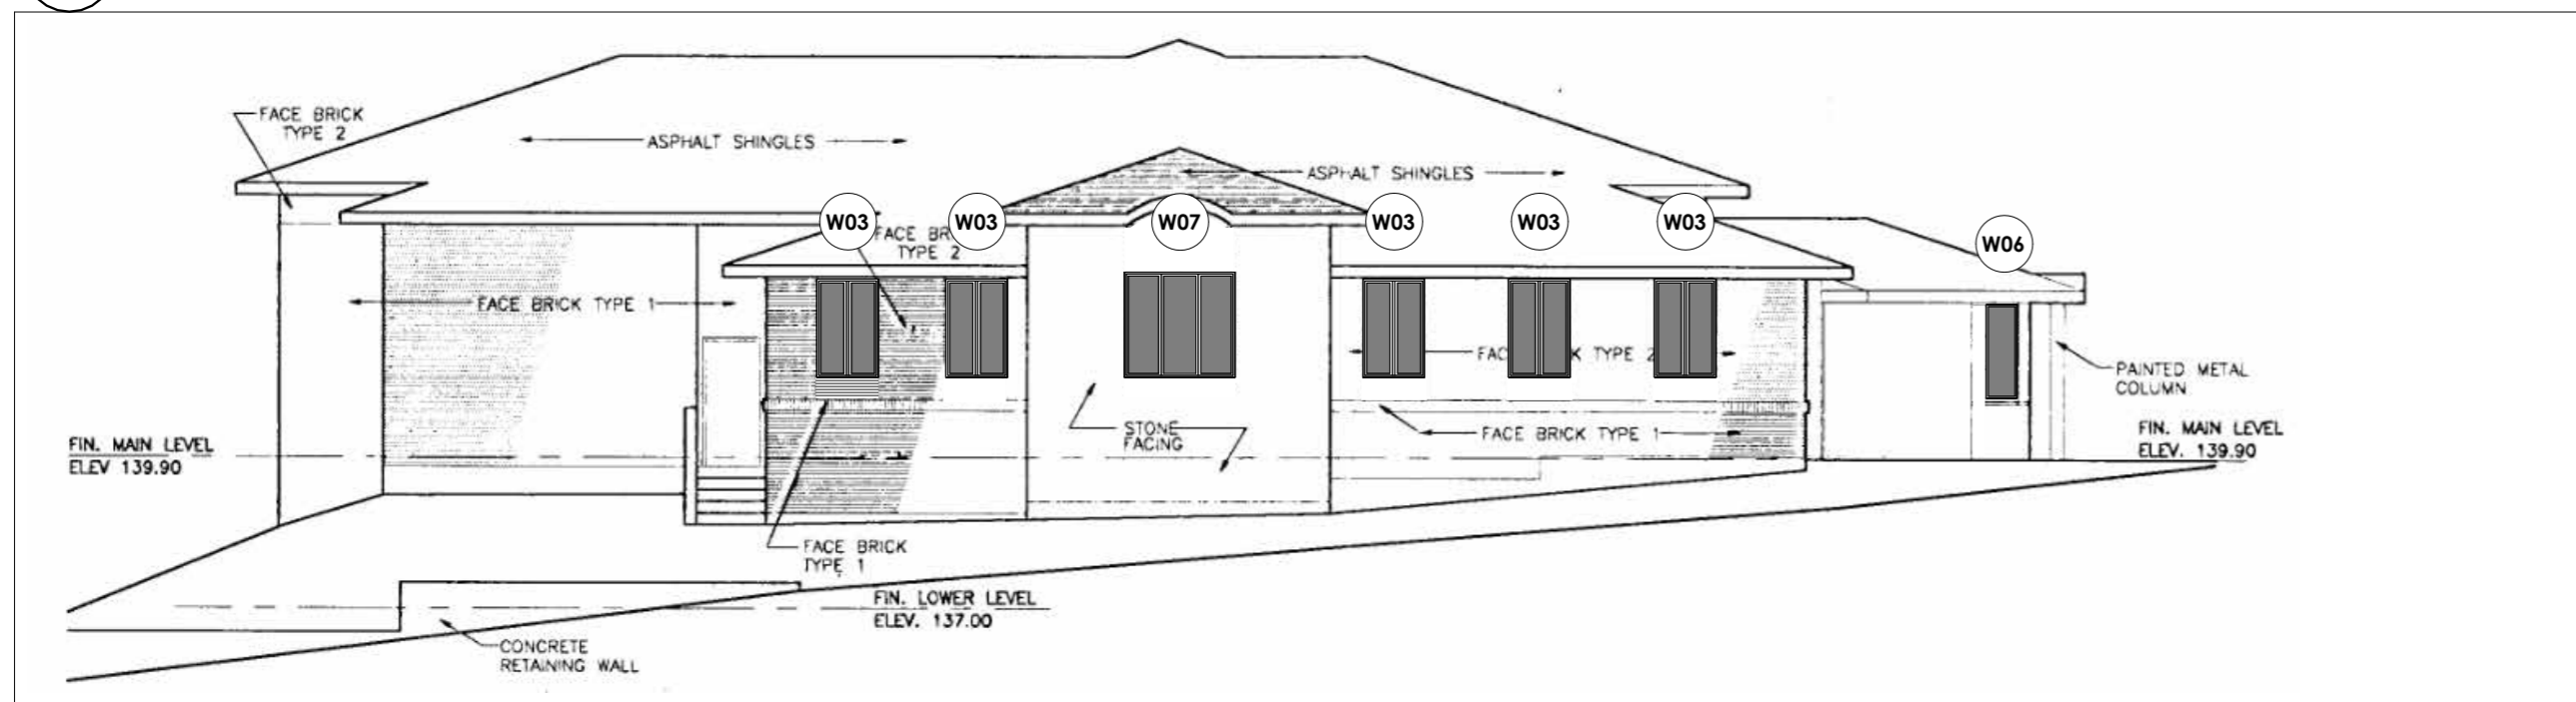 FACE BRICK
TYPE 2
ASPHALT SHINGLES
ASPHALT SHINGLES
W03
W03
W07
W03
W03
W03
W06
FACE BR
TYPE 2
FACE BRICK TYPE 1
FAC K TYPE 2
PAINTED METAL
COLUMN
STONE
FACING
FACE BRICK TYPE 1
FIN. MAIN LEVEL
ELEV 139.90
FIN. MAIN LEVEL
ELEV. 139.90
FACE BRICK
TYPE 1
FIN. LOWER LEVEL
ELEV. 137.00
CONCRETE
RETAINING WALL